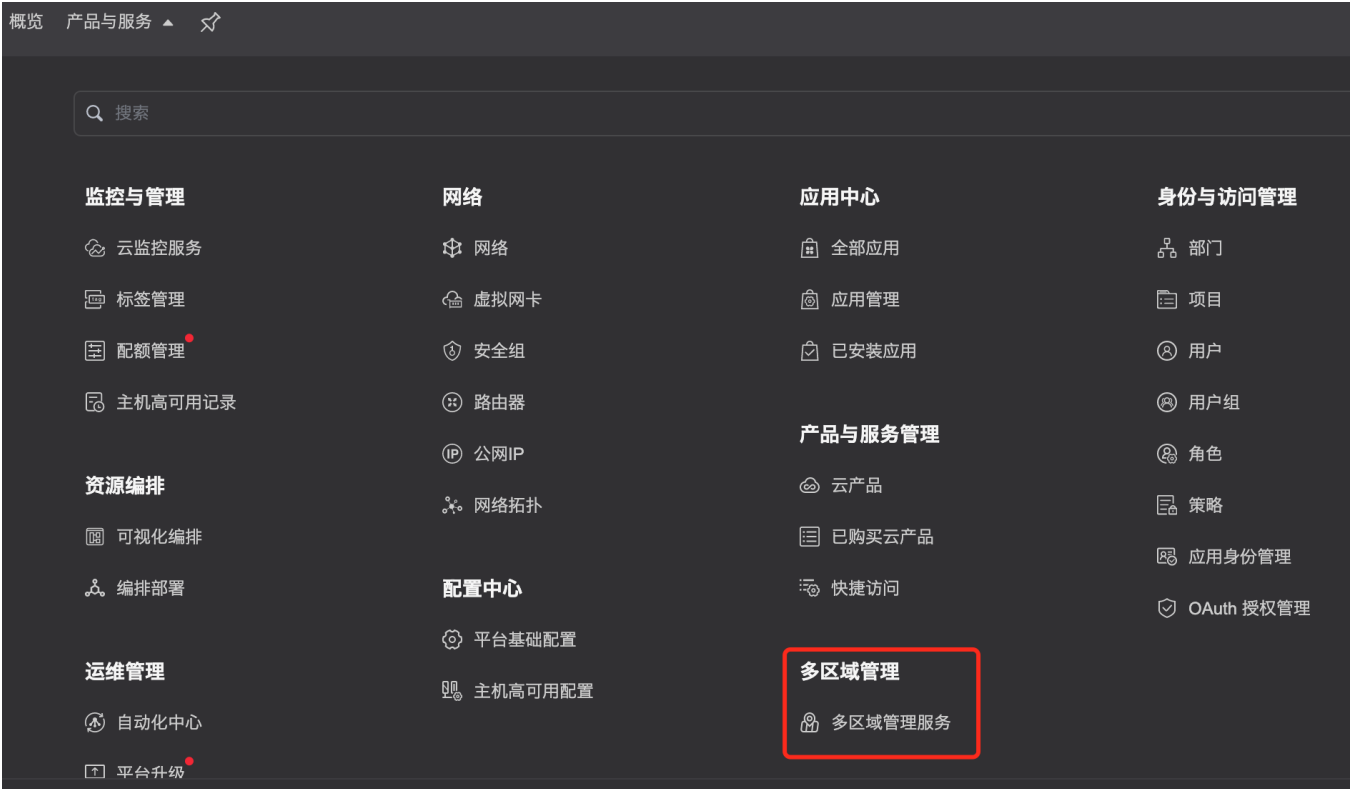 概览
产品与服务
搜索
监控与管理
云监控服务
标签管理
配额管理
主机高可用记录
资源编排
可视化编排
编排部署
运维管理
自动化中心
平台升级
网络
网络
虚拟网卡
安全组
路由器
公网IP
网络拓扑
配置中心
平台基础配置
主机高可用配置
应用中心
全部应用
应用管理
已安装应用
产品与服务管理
云产品
已购买云产品
快捷访问
多区域管理
多区域管理服务
身份与访问管理
部门
项目
用户
用户组
角色
策略
应用身份管理
OAuth 授权管理